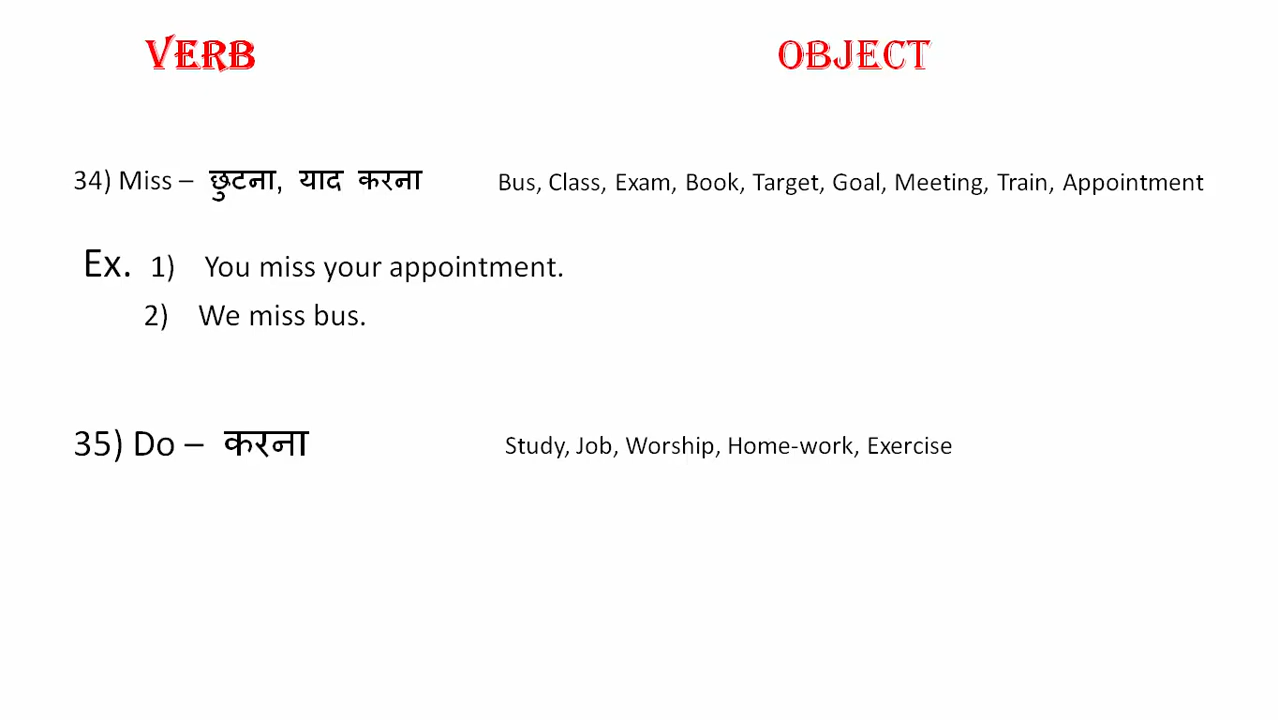 VERB OBJECT
34) Miss – छुटना, याद करना Bus, Class, Exam, Book, Target, Goal, Meeting, Train, Appointment
Ex. 1) You miss your appointment.
2) We miss bus.
35) Do – करना Study, Job, Worship, Home-work, Exercise